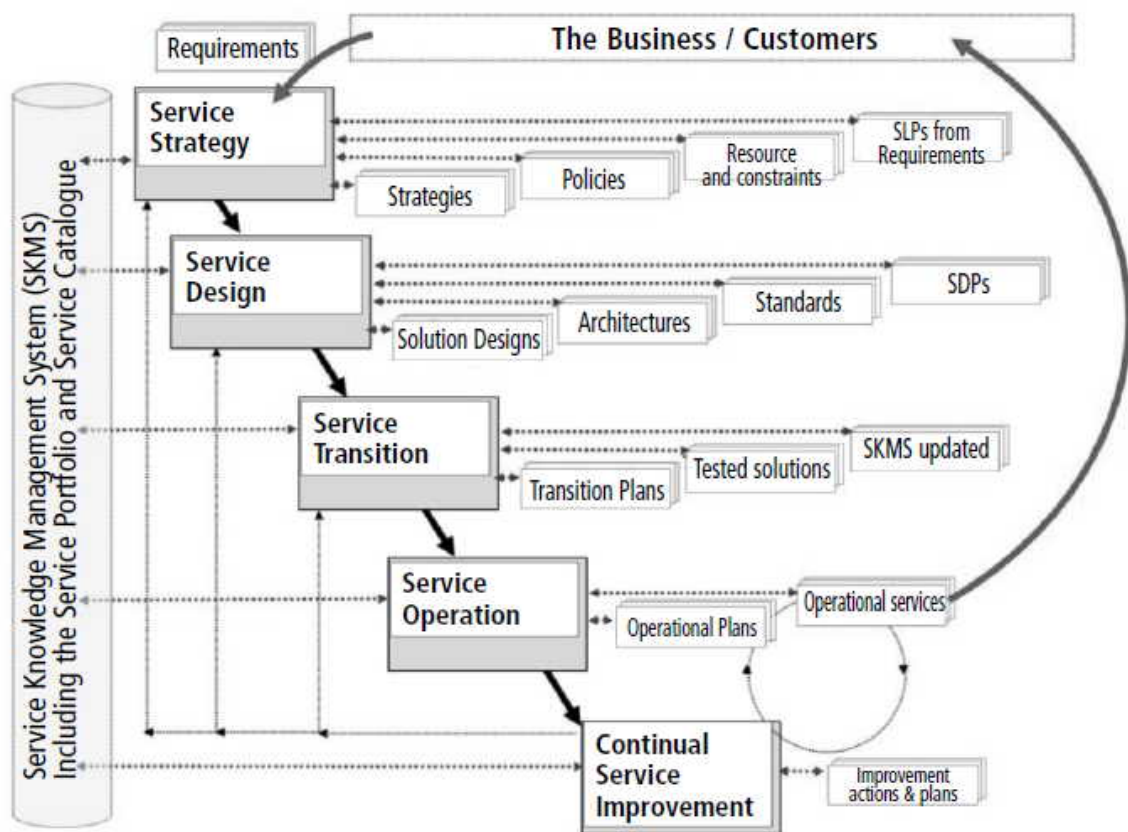 Requirements
The Business / Customers
Service
Strategy
SLPs from
Requirements
Resource
and constraints
Policies
Strategies
Service
Design
SDPs
Standards
Architectures
Solution Designs
Service
Transition
SKMS updated
Tested solutions
Transition Plans
Service
Operation
Operational services
Operational Plans
Continual
Service
Improvement
Improvement
actions & plans
Service Knowledge Management System (SKMS)
Including the Service Portfolio and Service Catalogue